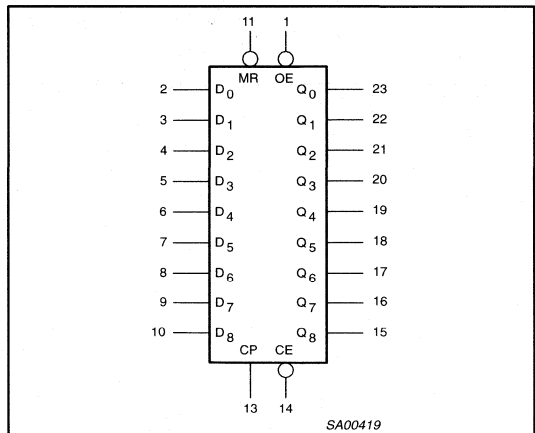 11 1
MR OE
2 D0 Q0 23
3 D1 Q1 22
4 D2 Q2 21
5 D3 Q3 20
6 D4 Q4 19
7 D5 Q5 18
8 D6 Q6 17
9 D7 Q7 16
10 D8 Q8 15
CP CE
13 14
SA00419